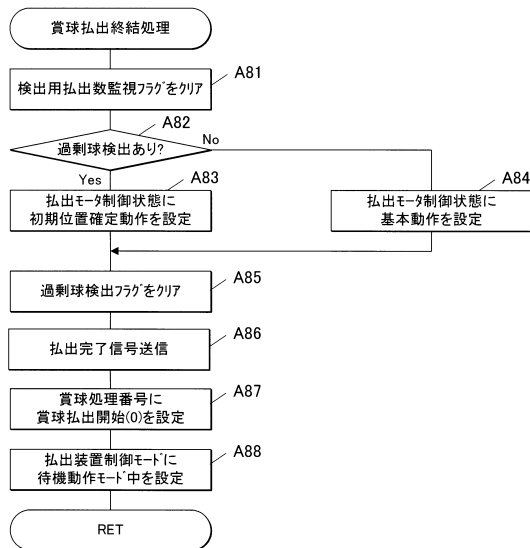 賞球払出終結処理
A81
検出用払出数監視ﾌﾗｸﾞをｸﾘｱ
A82
過剰球検出あり?
No
Yes
A83
払出ﾓｰﾀ制御状態に
初期位置確定動作を設定
A84
払出ﾓｰﾀ制御状態に
基本動作を設定
A85
過剰球検出ﾌﾗｸﾞをｸﾘｱ
A86
払出完了信号送信
A87
賞球処理番号に
賞球払出開始(0)を設定
A88
払出装置制御ﾓｰﾄﾞに
待機動作ﾓｰﾄﾞ中を設定
RET